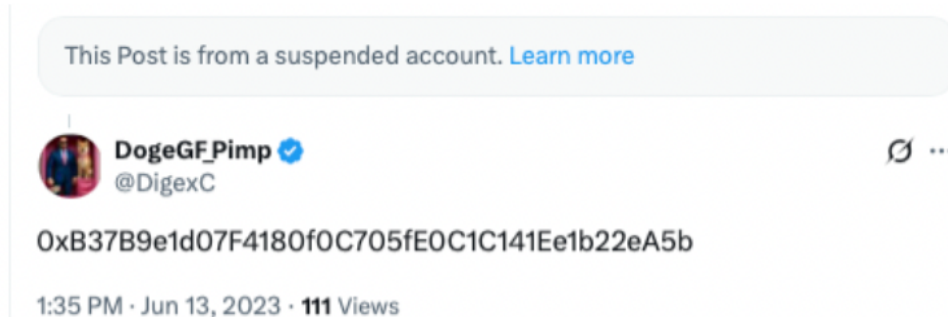 This Post is from a suspended account. Learn more
DogeGF_Pimp
@DigexC
0xB37B9e1d07F4180f0C705fE0C1C141Ee1b22eA5b
1:35 PM · Jun 13, 2023 · 111 Views